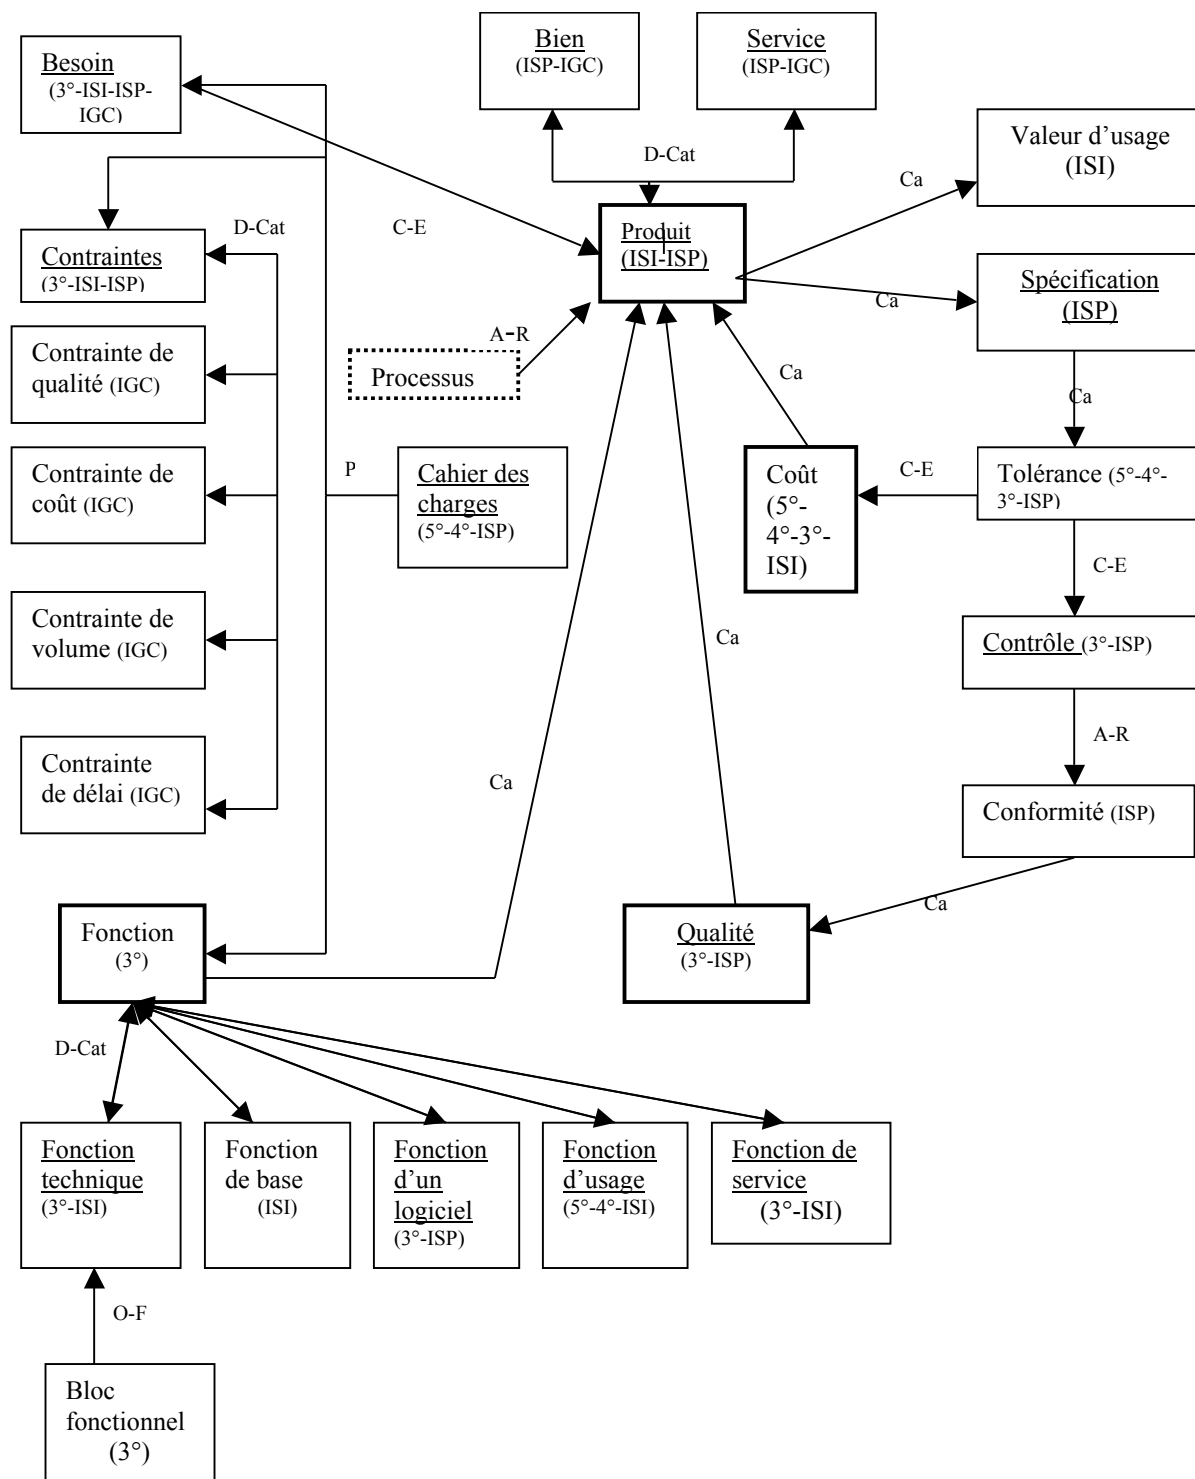 Besoin
(3°-ISI-ISP-
IGC)
Bien
(ISP-IGC)
Service
(ISP-IGC)
Valeur d’usage
(ISI)
D-Cat
Ca
D-Cat
C-E
Contraintes
(3°-ISI-ISP)
Produit
(ISI-ISP)
Spécification
(ISP)
Ca
A-R
Contrainte de
qualité (IGC)
Processus
Ca
Ca
Contrainte de
coût (IGC)
P
Cahier des
charges
(5°-4°-ISP)
Coût
(5°-
4°-3°-
ISI)
C-E
Tolérance (5°-4°-
3°-ISP)
C-E
Contrainte de
volume (IGC)
Ca
Contrôle (3°-ISP)
A-R
Contrainte
de délai (IGC)
Ca
Conformité (ISP)
Ca
Fonction
(3°)
Qualité
(3°-ISP)
D-Cat
Fonction
technique
(3°-ISI)
Fonction
de base
(ISI)
Fonction
d’un
logiciel
(3°-ISP)
Fonction
d’usage
(5°-4°-ISI)
Fonction de
service
(3°-ISI)
O-F
Bloc
fonctionnel
(3°)